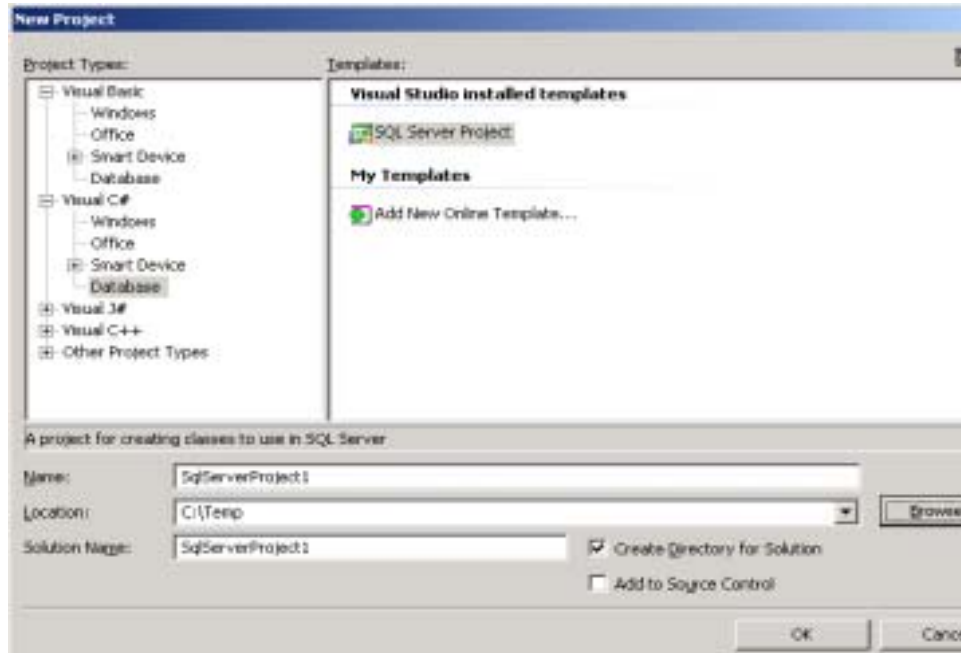 New Project
Project Types:
Visual Basic
Windows
Office
Smart Device
Database
Visual C#
Windows
Office
Smart Device
Database
Visual J#
Visual C++
Other Project Types
Templates:
Visual Studio installed templates
SQL Server Project
My Templates
Add New Online Template...
A project for creating classes to use in SQL Server
Name:
SqlServerProject1
Location:
C:\Temp
Browse
Solution Name:
SqlServerProject1
Create Directory for Solution
Add to Source Control
OK
Canc